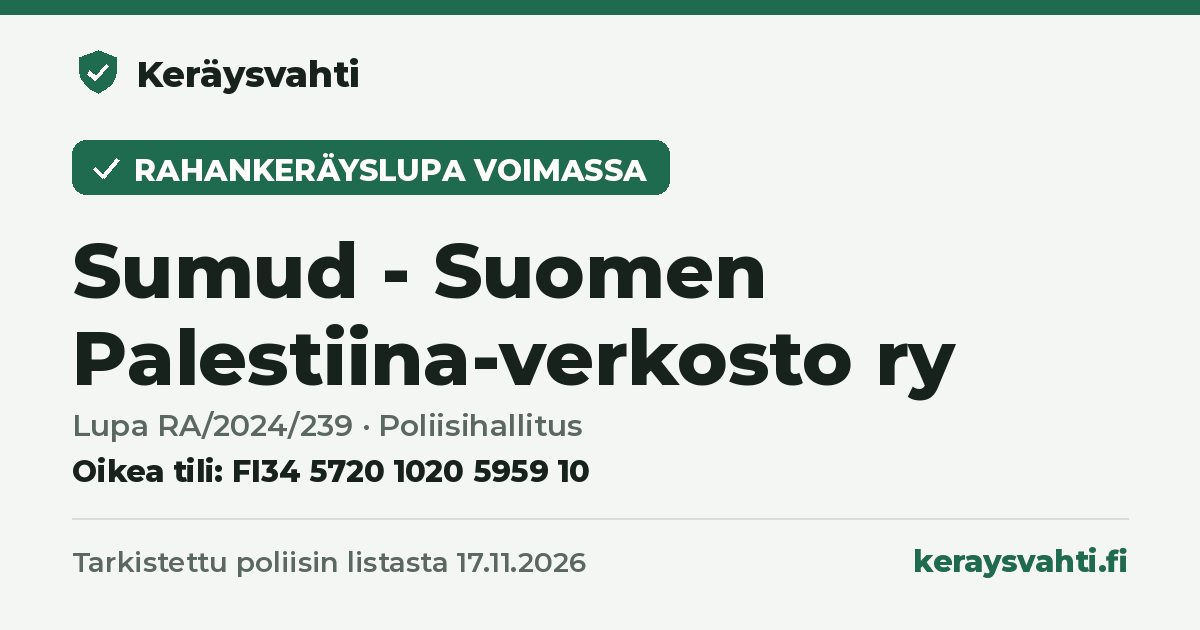 Keräysvahti
RAHANKERÄYSLUPA VOIMASSA
Sumud - Suomen
Palestiina-verkosto ry
Lupa RA/2024/239 · Poliisihallitus
Oikea tili: FI34 5720 1020 5959 10
Tarkistettu poliisin listasta 17.11.2026
keraysvahti.fi